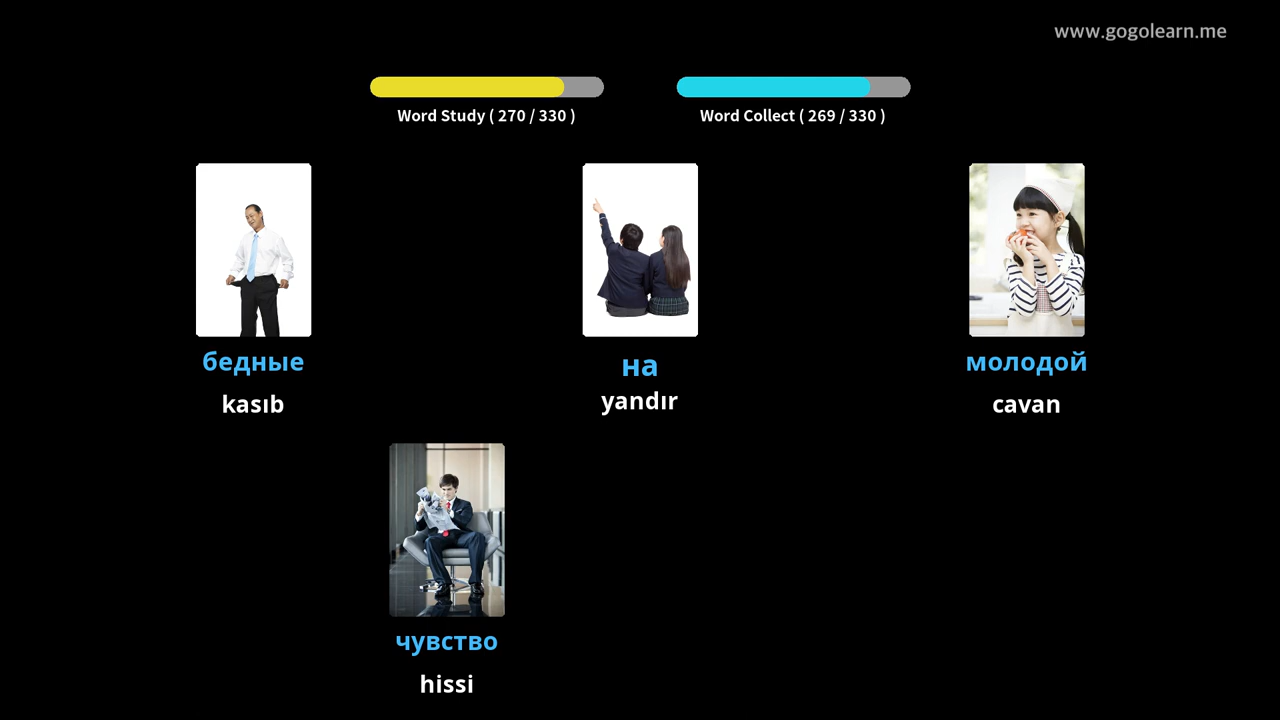 www.gogolearn.me
Word Study ( 270 / 330 )
Word Collect ( 269 / 330 )
бедные
kasıb
на
yandır
молодой
cavan
чувство
hissi